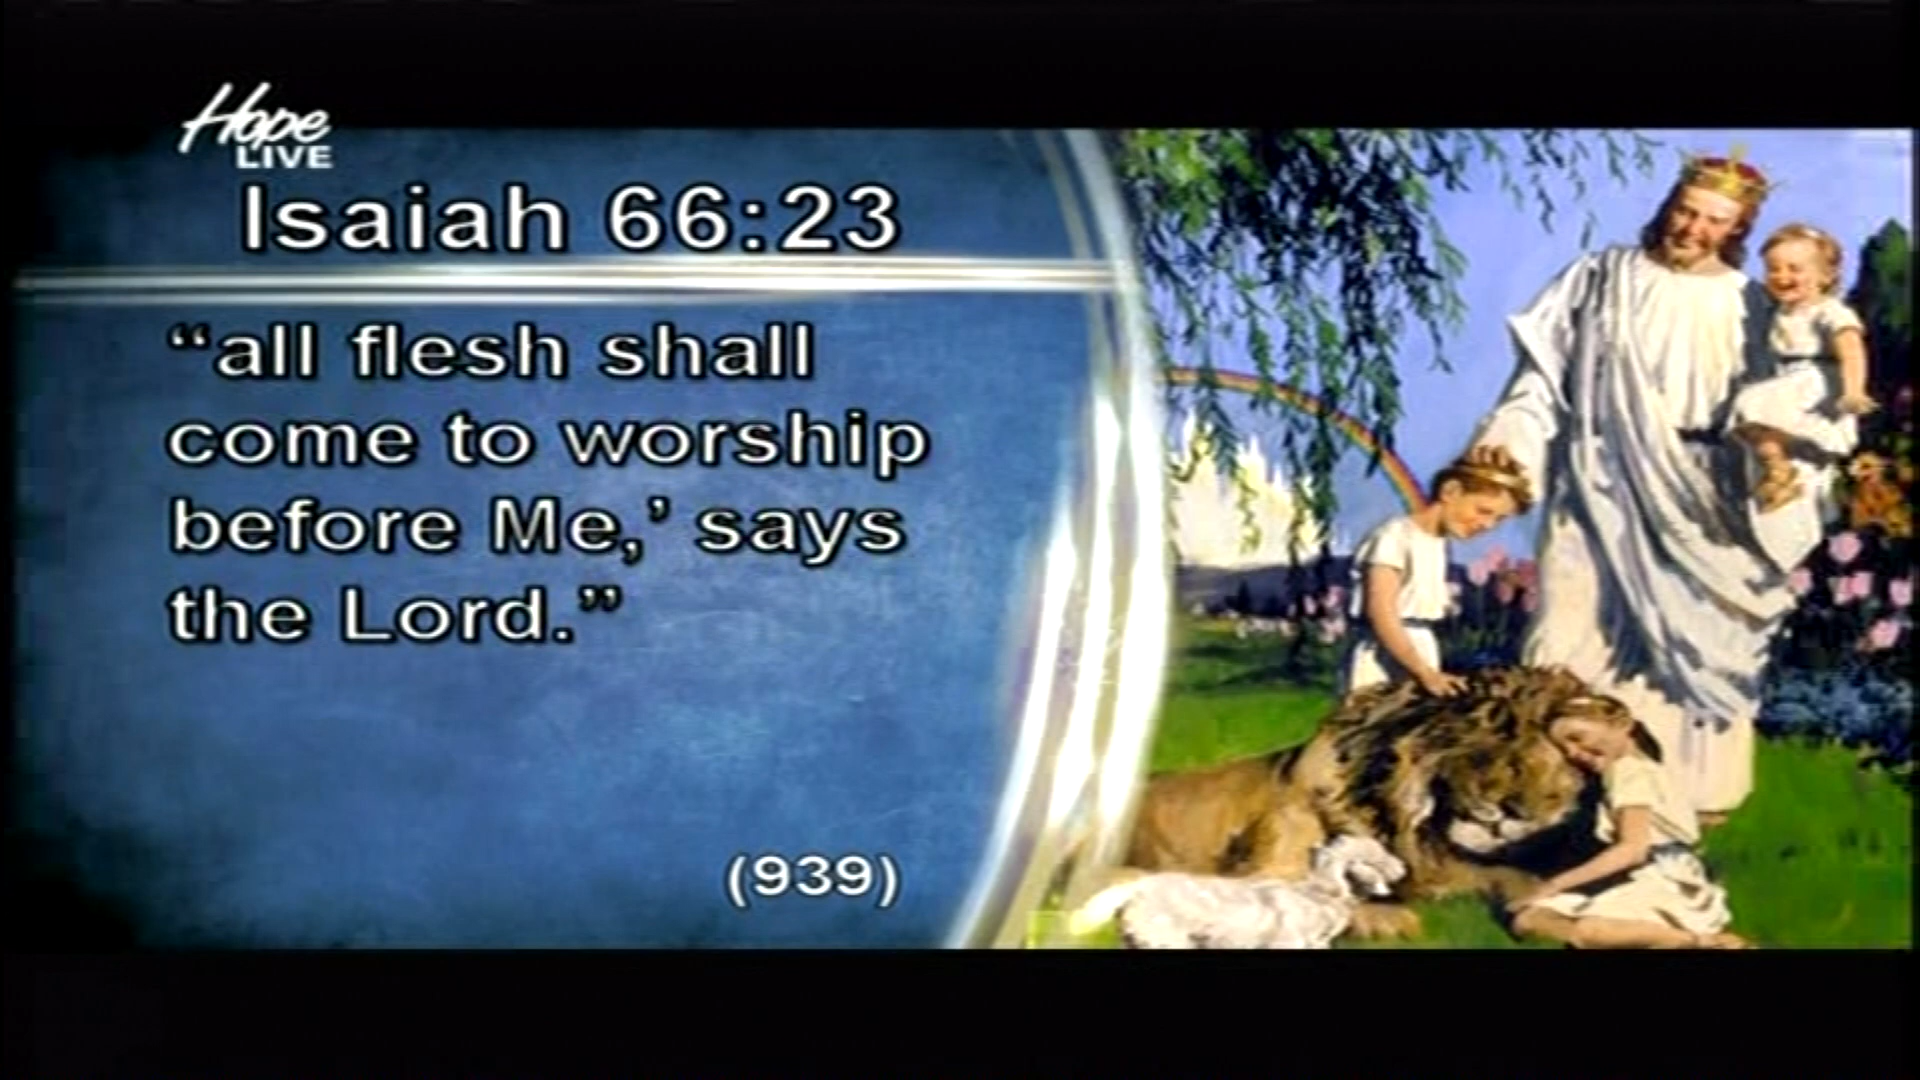 Hope
LIVE
Isaiah 66:23
“all flesh shall
come to worship
before Me,’ says
the Lord.”
(939)